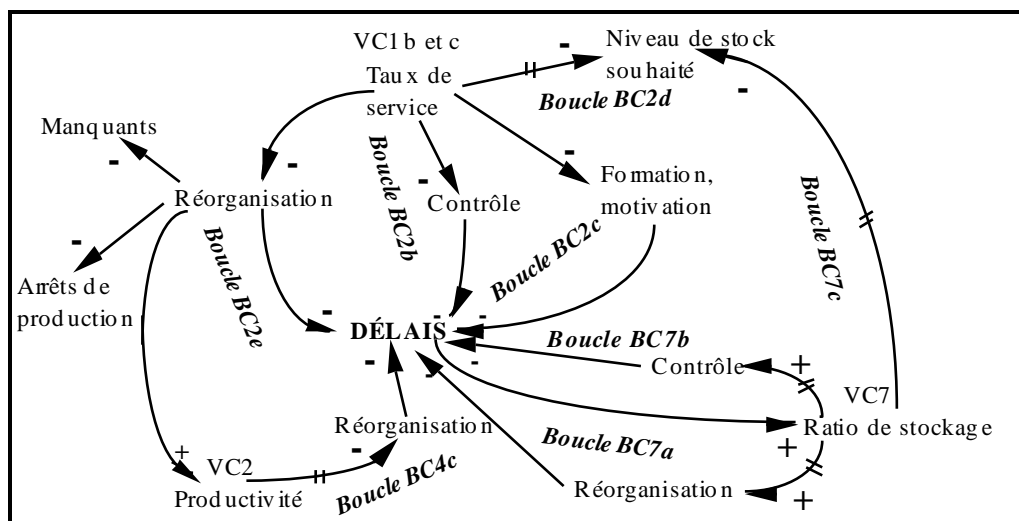 VC1b et c
Taux de
service
-
Niveau de stock
souhaité
-
Boucle BC2d
Manquants
-
-
Boucle BC2b
-
-
Formation,
motivation
Réorganisation
Contrôle
Boucle BC2c
Boucle BC7c
-
Arrêts de
production
Boucle BC2e
-
DÉLAIS
-
-
Boucle BC7b
-
-
-
Contrôle
+
VC7
Ratio de stockage
Réorganisation
+
Boucle BC7a
+
VC2
Productivité
-
Boucle BC4c
Réorganisation
+